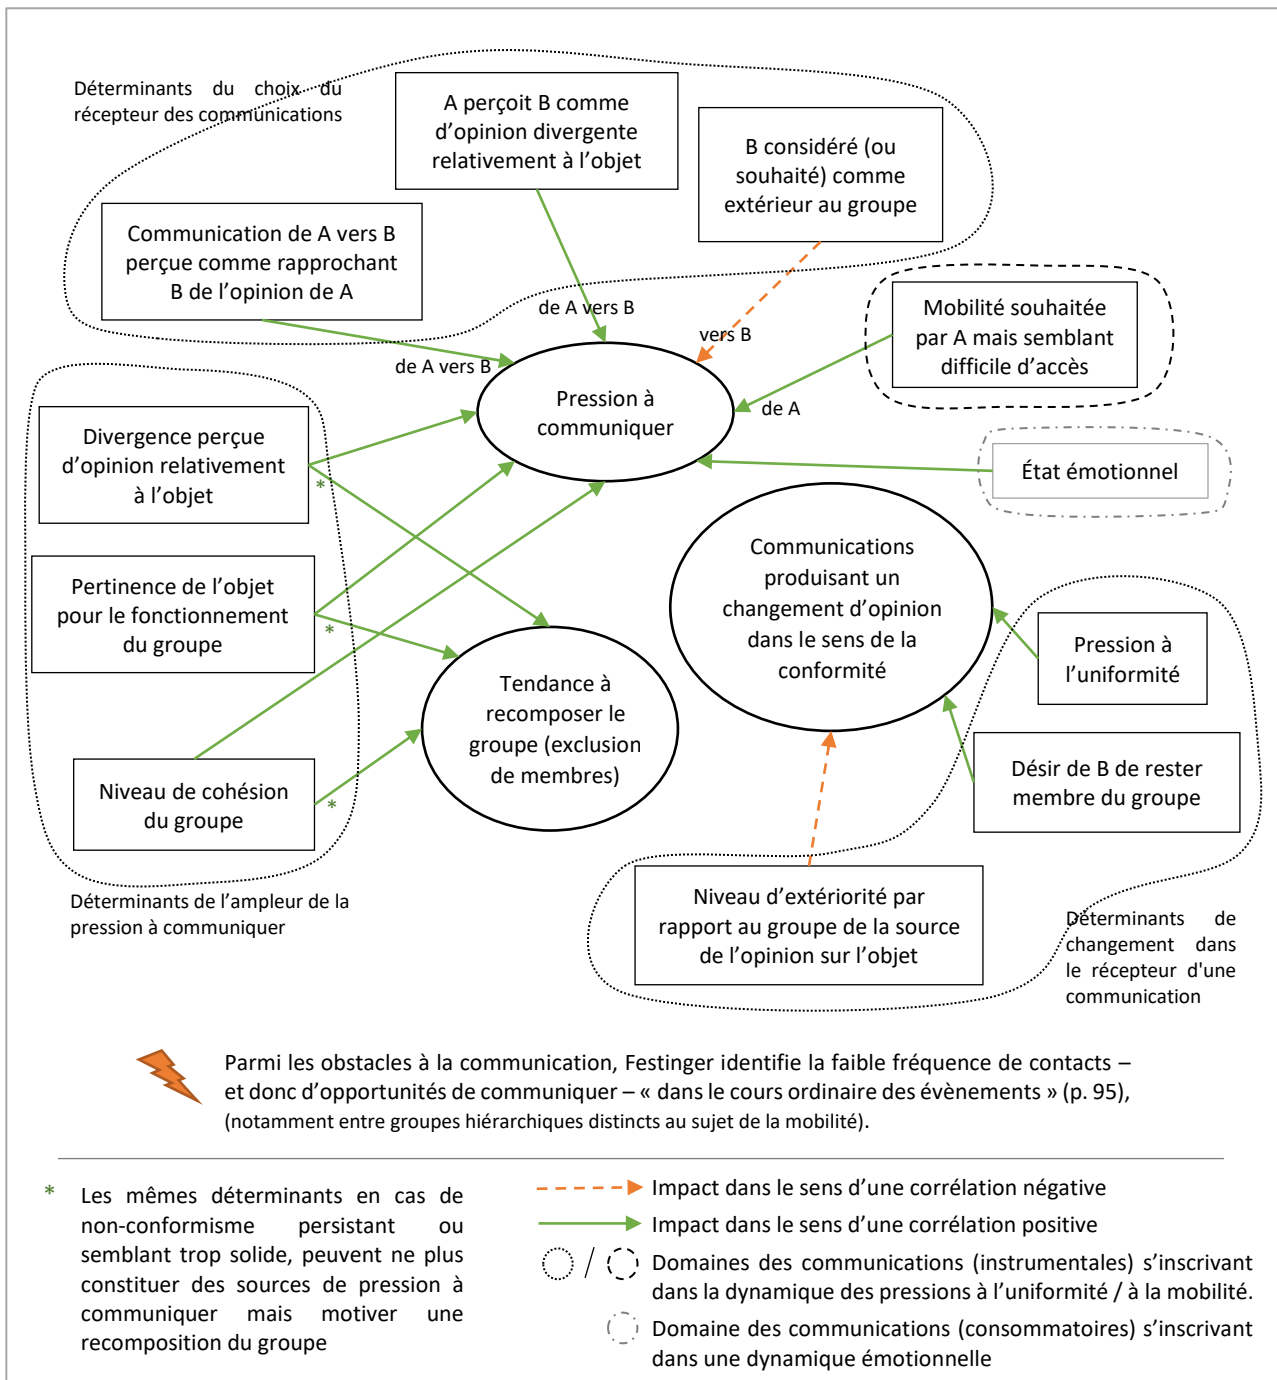 Déterminants du choix du
récepteur des communications
A perçoit B comme
d’opinion divergente
relativement à l’objet
B considéré (ou
souhaité) comme
extérieur au groupe
Communication de A vers B
perçue comme rapprochant
B de l’opinion de A
Mobilité souhaitée
par A mais semblant
difficile d’accès
de A vers B
vers B
de A vers B
de A
Pression à
communiquer
Divergence perçue
d’opinion relativement
à l’objet
*
État émotionnel
Communications
produisant un
changement d’opinion
dans le sens de la
conformité
Pertinence de l’objet
pour le fonctionnement
du groupe
*
Pression à
l’uniformité
Tendance à
recomposer le
groupe (exclusion
de membres)
Désir de B de rester
membre du groupe
Niveau de cohésion
du groupe
*
Déterminants de l’ampleur de la
pression à communiquer
Niveau d’extériorité par
rapport au groupe de la source
de l’opinion sur l’objet
Déterminants de
changement dans
le récepteur d'une
communication
Parmi les obstacles à la communication, Festinger identifie la faible fréquence de contacts –
et donc d’opportunités de communiquer – « dans le cours ordinaire des évènements » (p. 95),
(notamment entre groupes hiérarchiques distincts au sujet de la mobilité).
* Les mêmes déterminants en cas de
non-conformisme persistant ou
semblant trop solide, peuvent ne plus
constituer des sources de pression à
communiquer mais motiver une
recomposition du groupe
Impact dans le sens d’une corrélation négative
Impact dans le sens d’une corrélation positive
/ Domaines des communications (instrumentales) s’inscrivant
dans la dynamique des pressions à l’uniformité / à la mobilité.
Domaine des communications (consommatoires) s’inscrivant
dans une dynamique émotionnelle